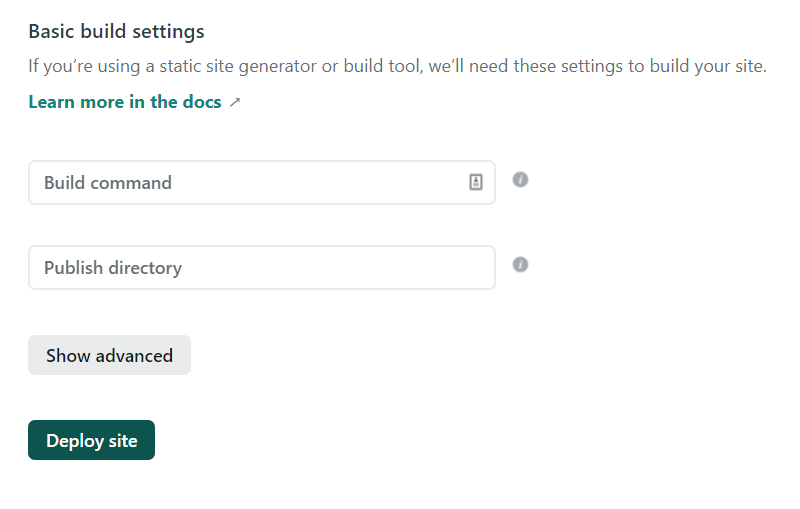 Basic build settings
If you’re using a static site generator or build tool, we’ll need these settings to build your site.
Learn more in the docs ↗
Build command
Publish directory
Show advanced
Deploy site